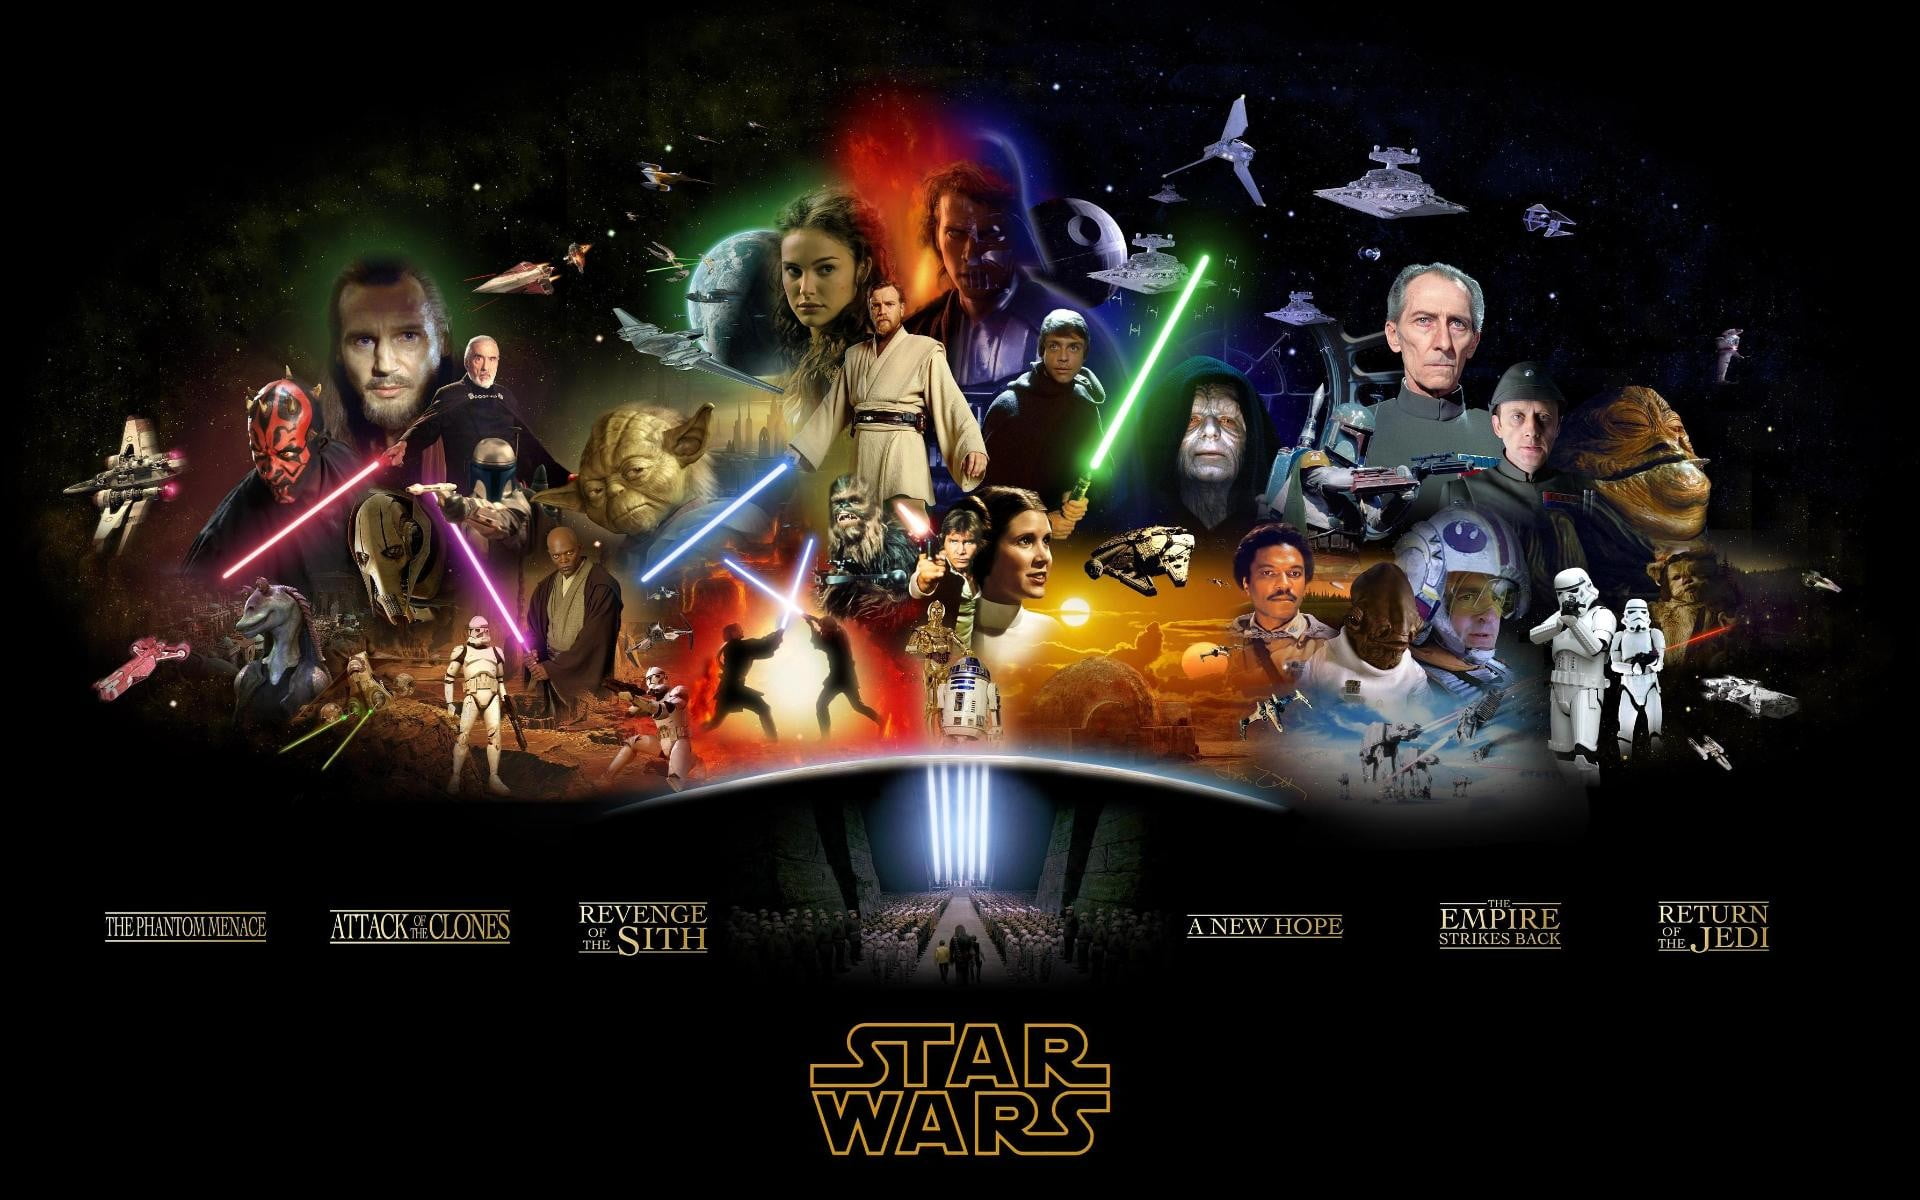 THE PHANTOM MENACE
ATTACK OF THE CLONES
REVENGE
OF
THE SITH
A NEW HOPE
THE
EMPIRE
STRIKES BACK
RETURN
OF
THE JEDI
STAR
WARS